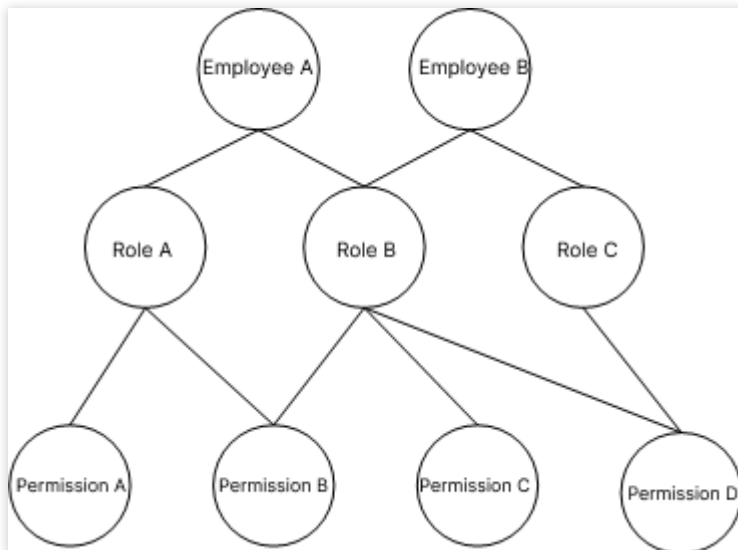 Employee A
Employee B
Role A
Role B
Role C
Permission A
Permission B
Permission C
Permission D